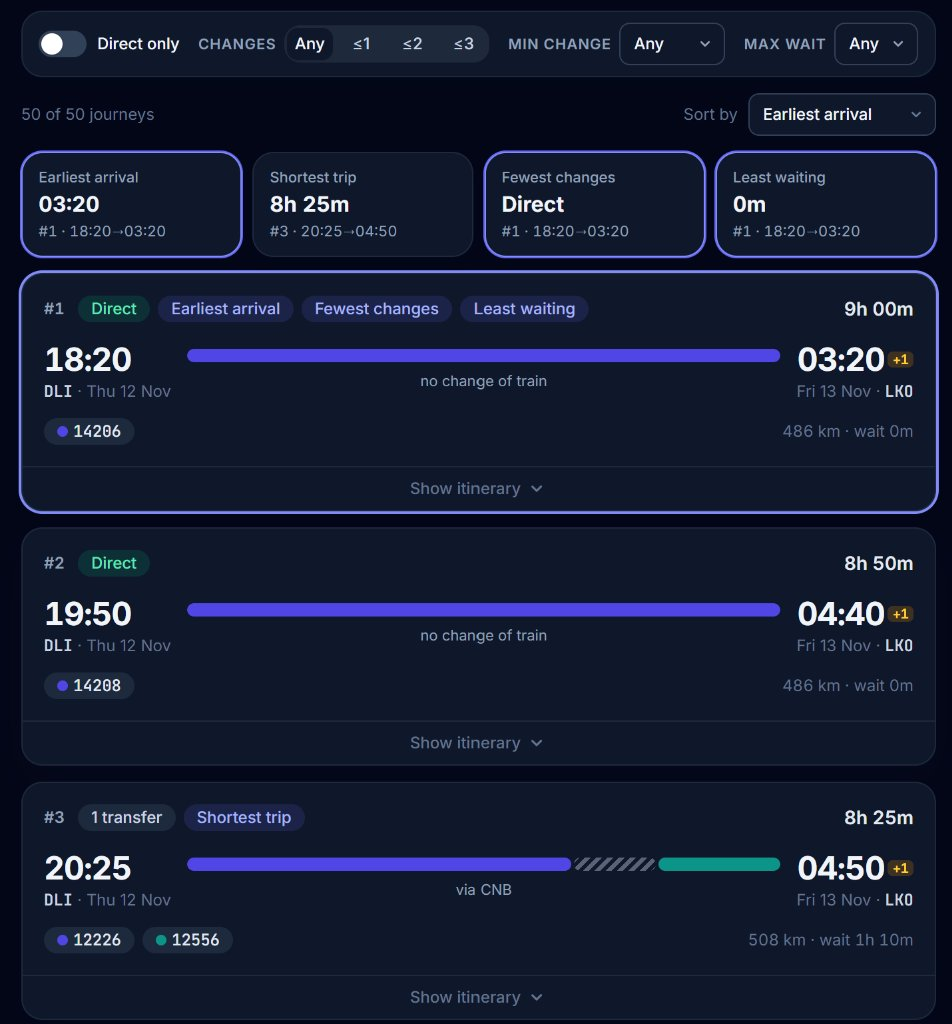 Direct only CHANGES Any ≤1 ≤2 ≤3 MIN CHANGE Any MAX WAIT Any
50 of 50 journeys Sort by Earliest arrival
Earliest arrival
03:20
#1 · 18:20→03:20
Shortest trip
8h 25m
#3 · 20:25→04:50
Fewest changes
Direct
#1 · 18:20→03:20
Least waiting
0m
#1 · 18:20→03:20
#1 Direct Earliest arrival Fewest changes Least waiting 9h 00m
18:20 03:20 +1
no change of train
DLI · Thu 12 Nov Fri 13 Nov · LKO
14206 486 km · wait 0m
Show itinerary
#2 Direct 8h 50m
19:50 04:40 +1
no change of train
DLI · Thu 12 Nov Fri 13 Nov · LKO
14208 486 km · wait 0m
Show itinerary
#3 1 transfer Shortest trip 8h 25m
20:25 04:50 +1
via CNB
DLI · Thu 12 Nov Fri 13 Nov · LKO
12226 12556 508 km · wait 1h 10m
Show itinerary